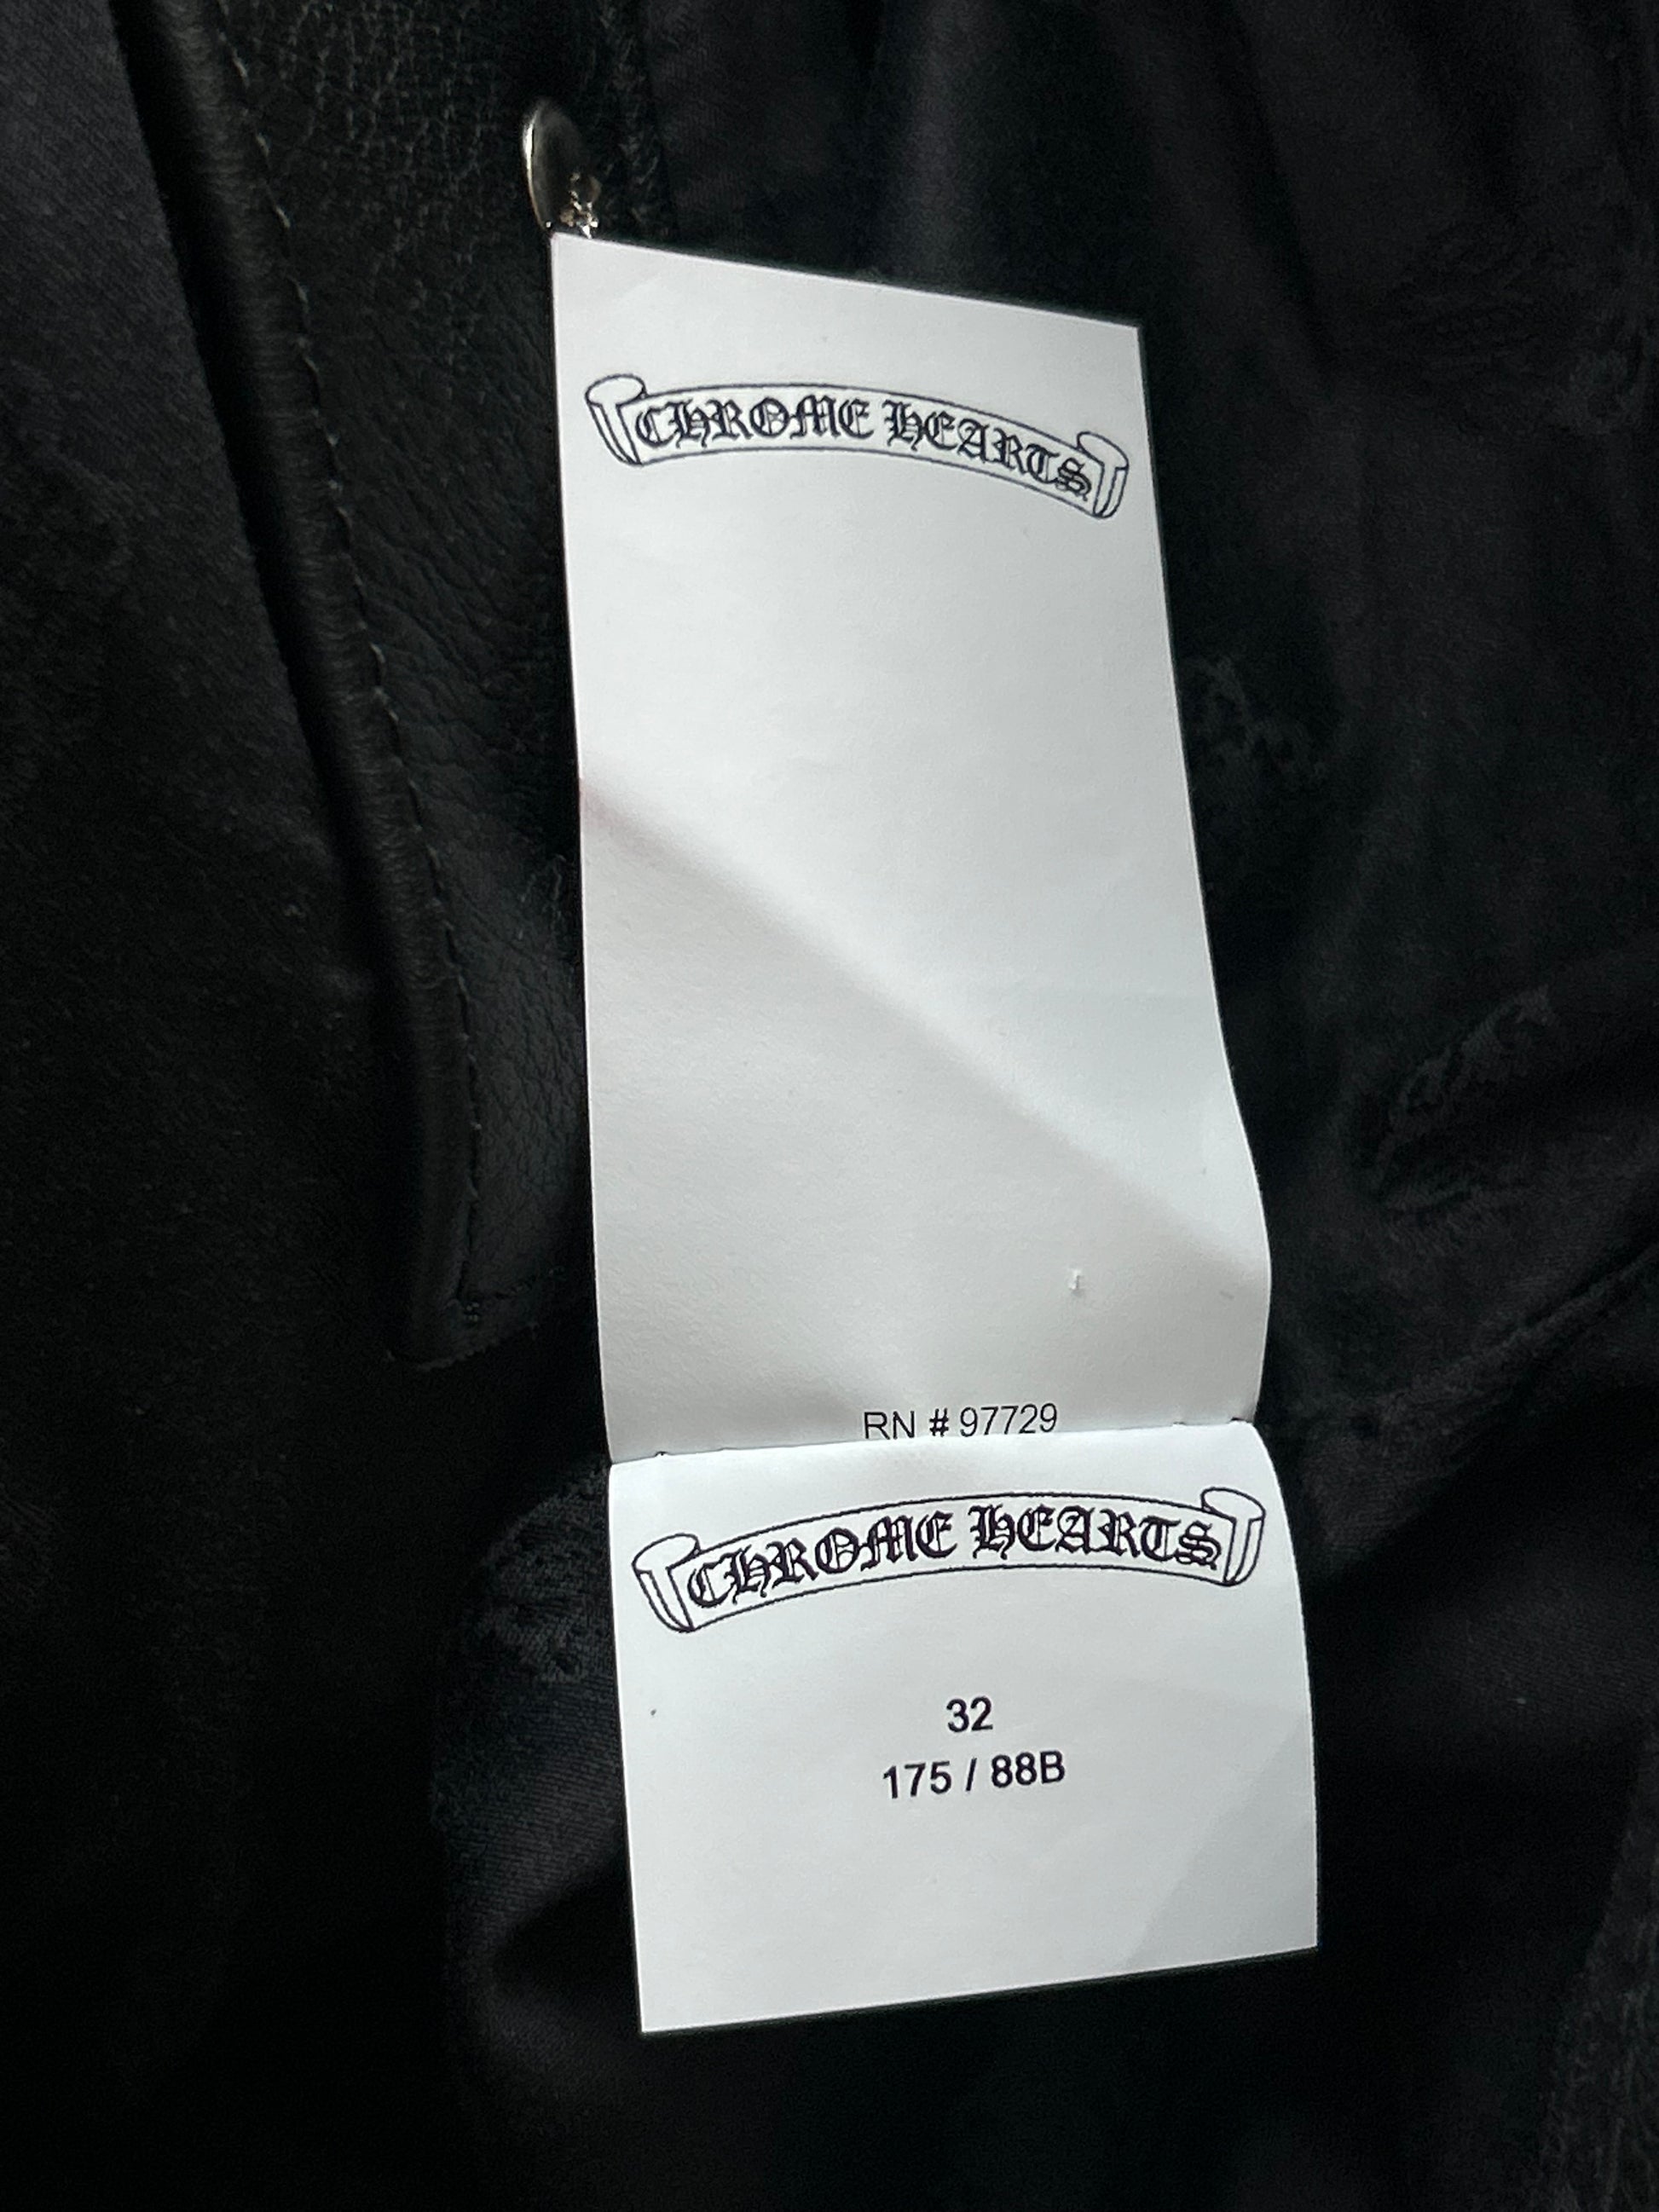 CHROME HEARTS
RN # 97729
CHROME HEARTS
32
175 / 88B